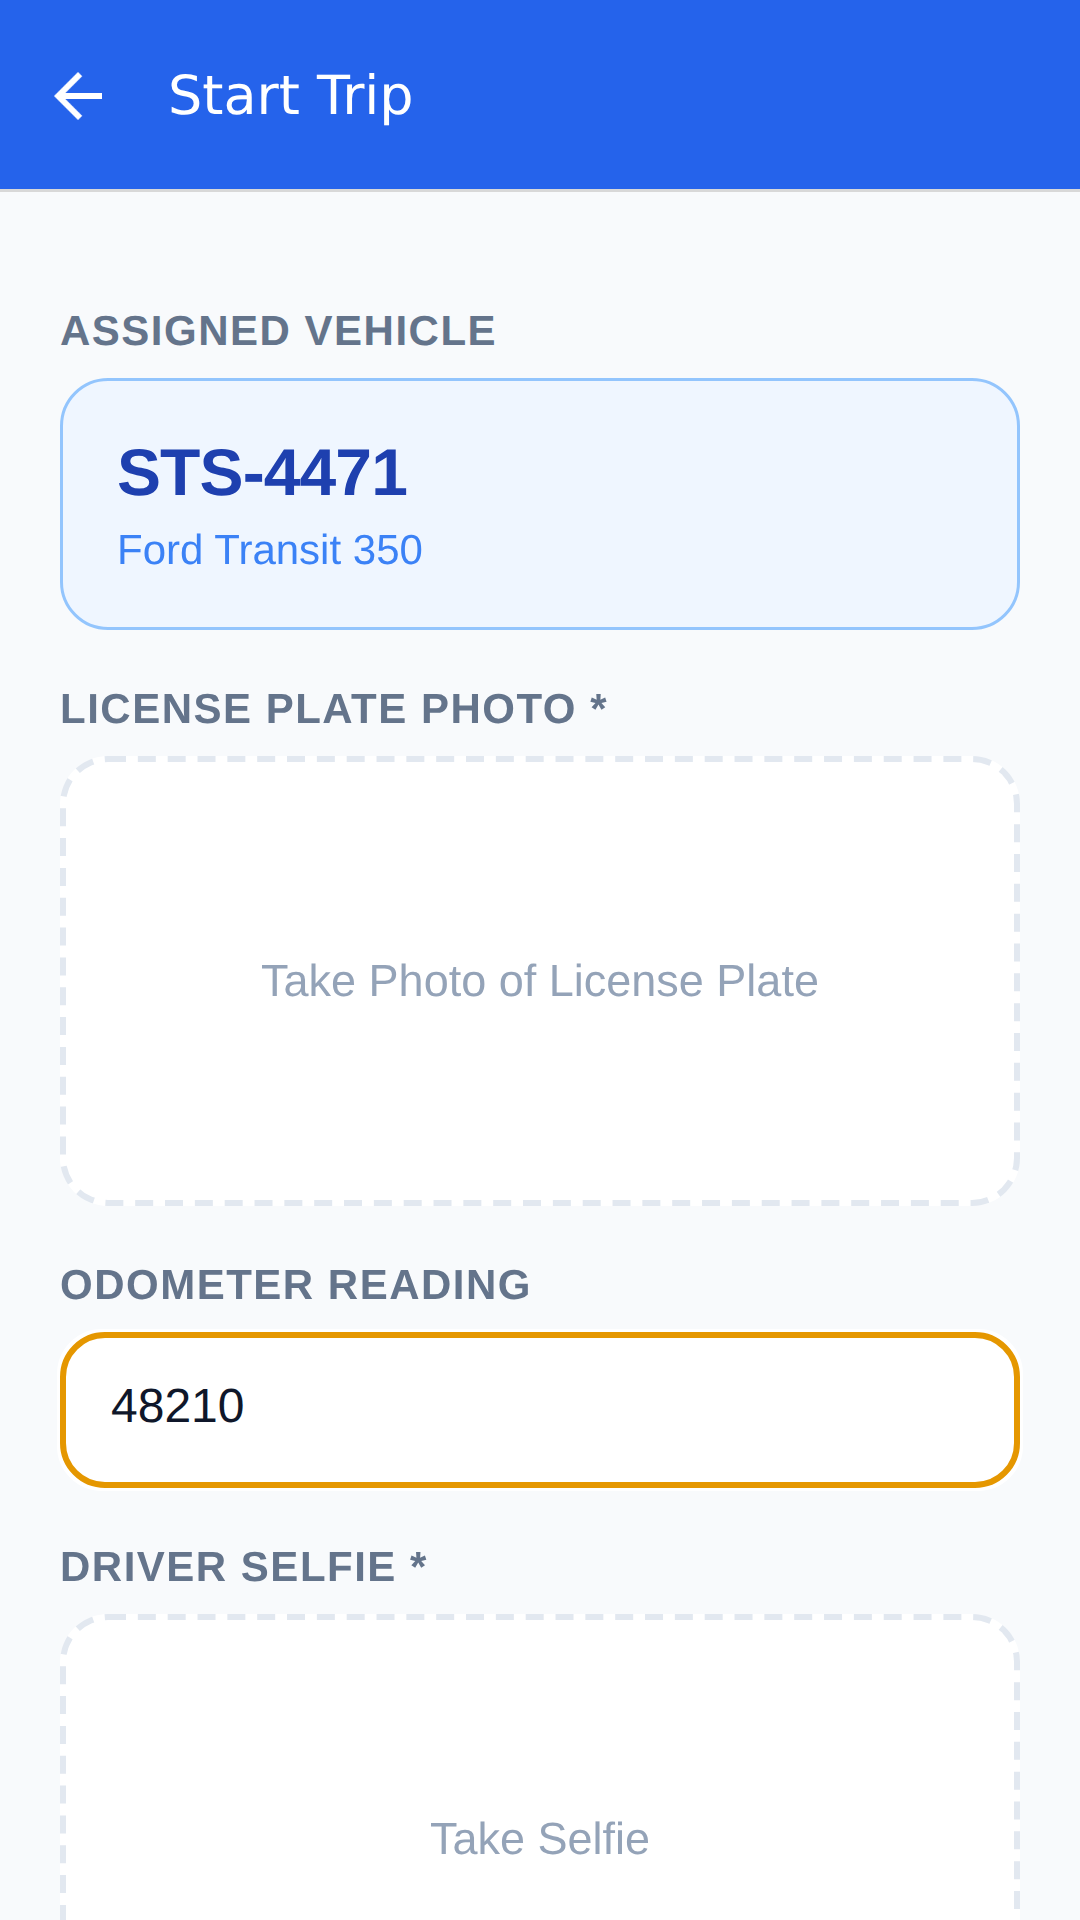 Start Trip
ASSIGNED VEHICLE
STS-4471
Ford Transit 350
LICENSE PLATE PHOTO *
Take Photo of License Plate
ODOMETER READING
48210
DRIVER SELFIE *
Take Selfie